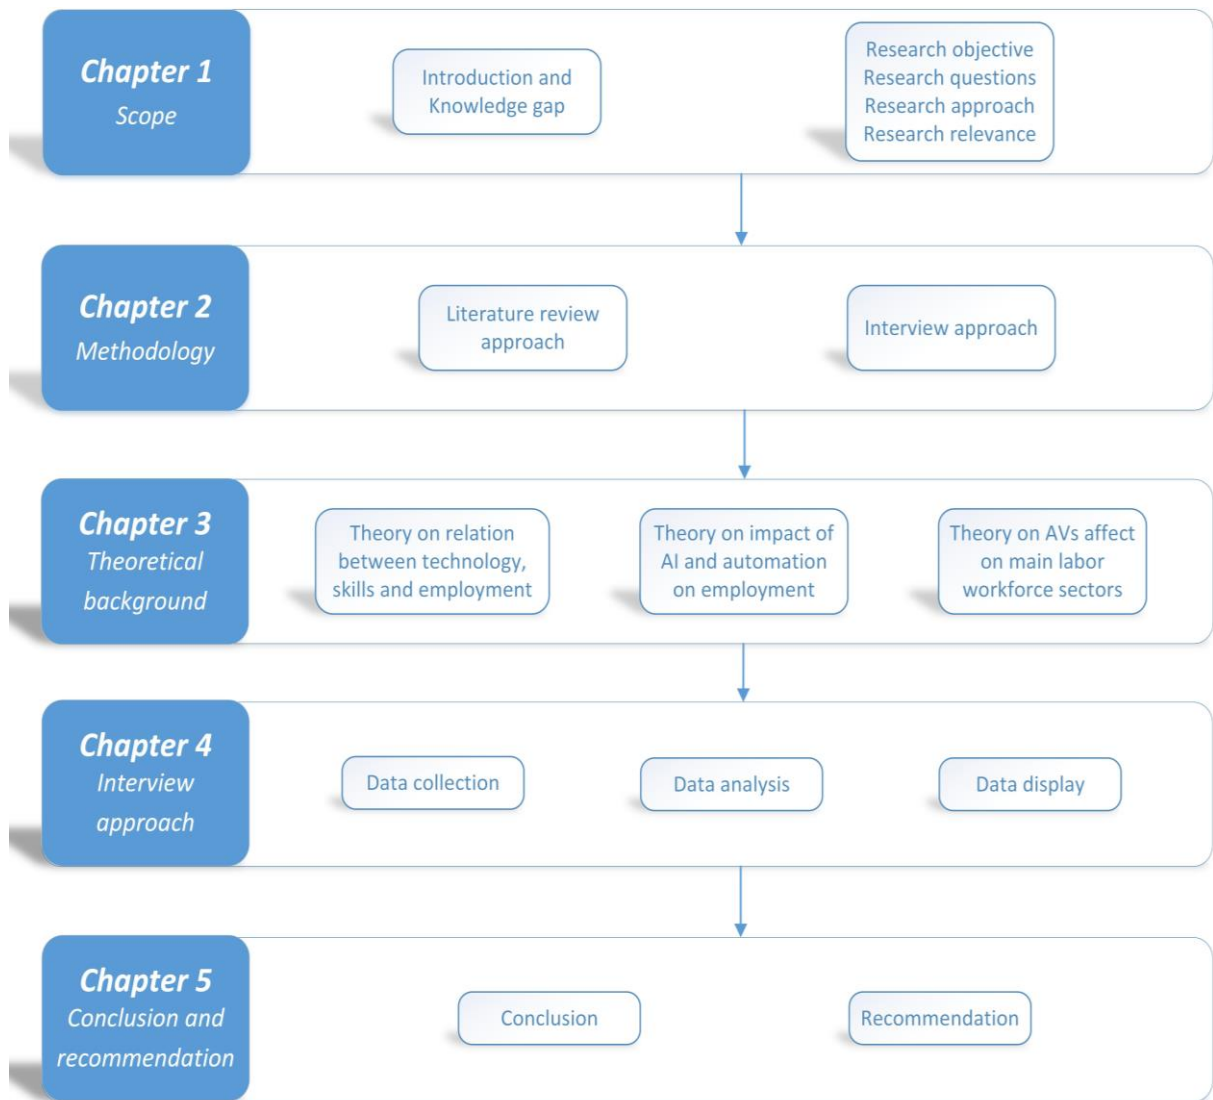 Chapter 1
Scope
Introduction and
Knowledge gap
Research objective
Research questions
Research approach
Research relevance
Chapter 2
Methodology
Literature review
approach
Interview approach
Chapter 3
Theoretical
background
Theory on relation
between technology,
skills and employment
Theory on impact of
AI and automation
on employment
Theory on AVs affect
on main labor
workforce sectors
Chapter 4
Interview
approach
Data collection
Data analysis
Data display
Chapter 5
Conclusion and
recommendation
Conclusion
Recommendation